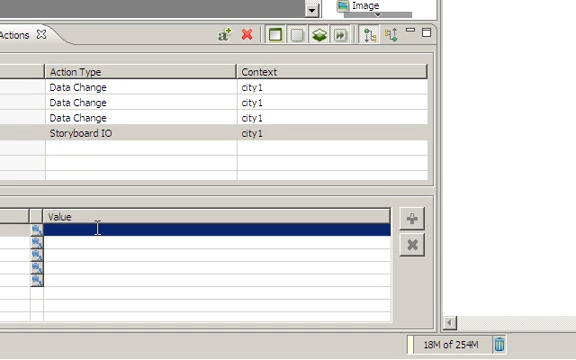 Image
Actions
Action Type Context
Data Change city1
Data Change city1
Data Change city1
Storyboard IO city1
Value
18M of 254M